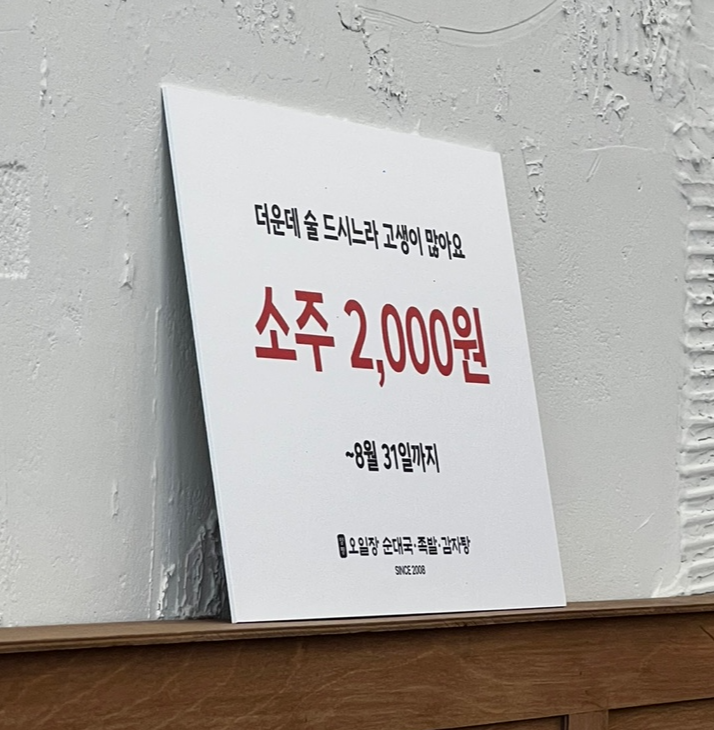 더운데 술 드시느라 고생이 많아요
소주 2,000원
~8월 31일까지
오일장 순대국·족발·감자탕
SINCE 2008